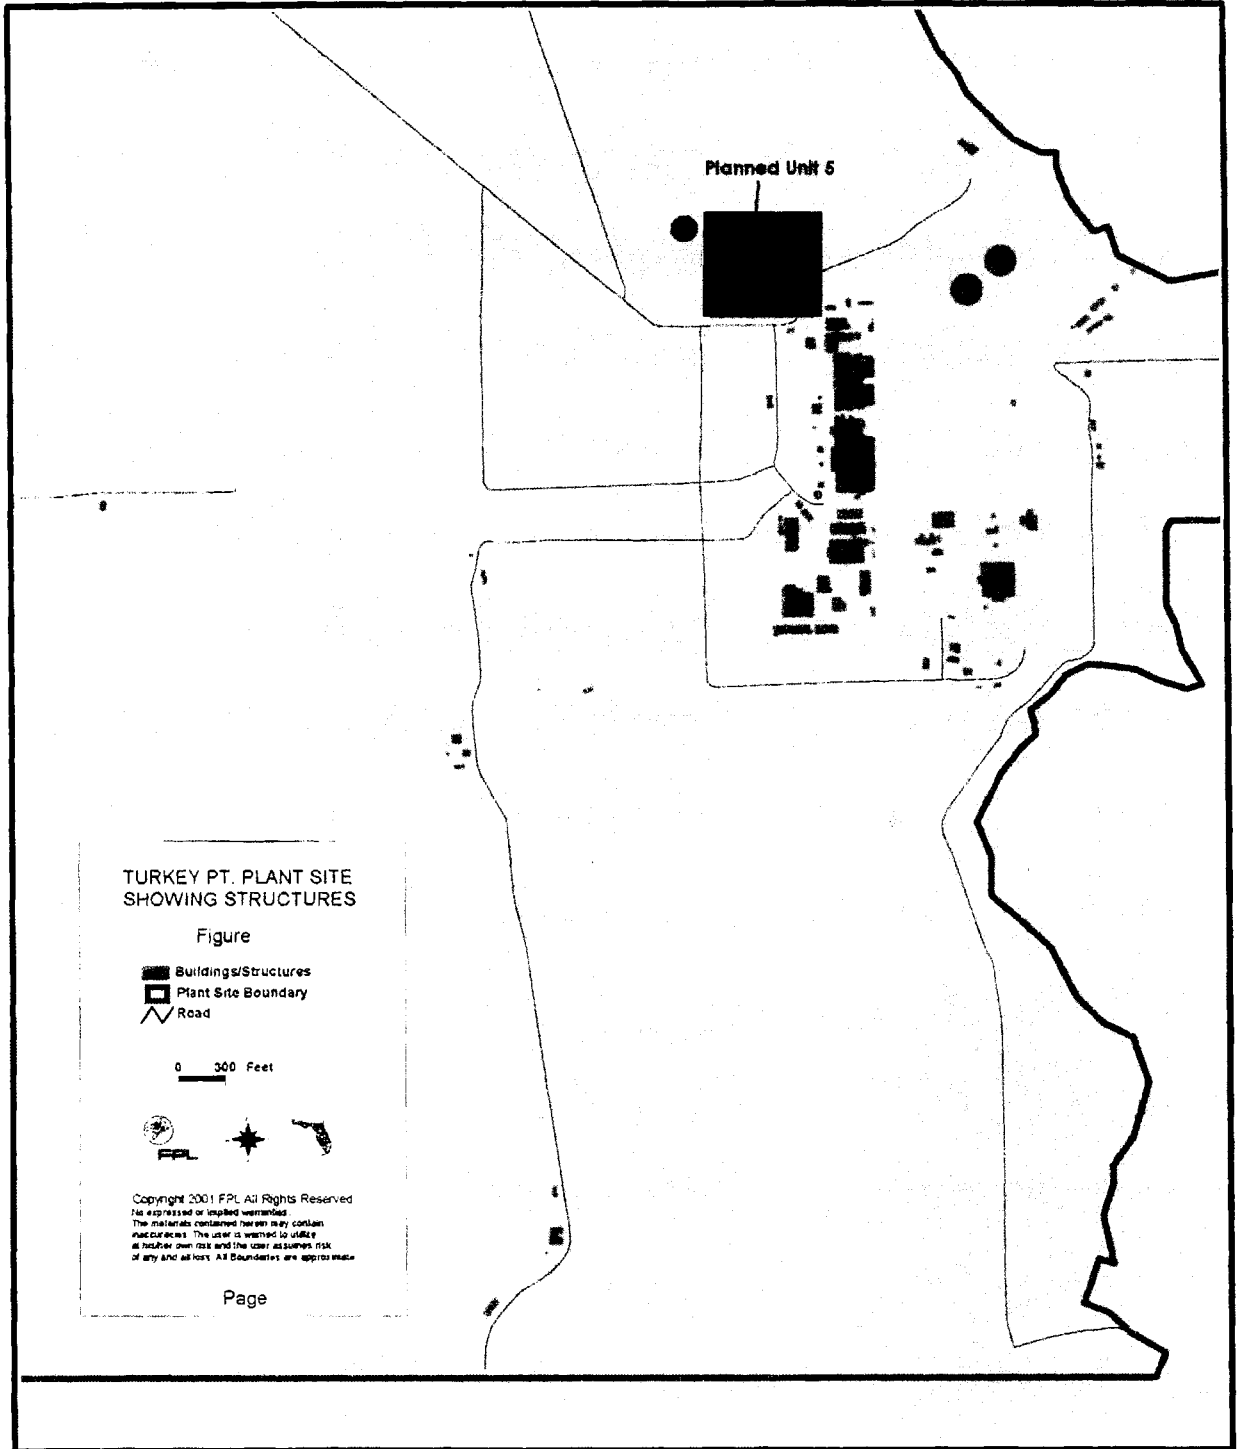 Planned Unit 5
TURKEY PT. PLANT SITE
SHOWING STRUCTURES
Figure
Buildings/Structures
Plant Site Boundary
Road
0 300 Feet
FPL
Copyright 2001 FPL All Rights Reserved
No expressed or implied warranties.
The materials contained herein may contain
inaccuracies. The user is warned to utilize
at his/her own risk and the user assumes risk
of any and all loss. All Boundaries are approximate
Page